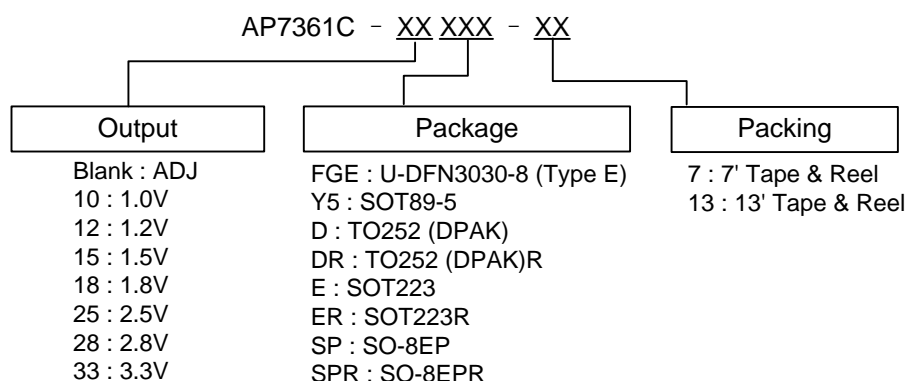 AP7361C - XX XXX - XX
Output
Blank : ADJ
10 : 1.0V
12 : 1.2V
15 : 1.5V
18 : 1.8V
25 : 2.5V
28 : 2.8V
33 : 3.3V
Package
FGE : U-DFN3030-8 (Type E)
Y5 : SOT89-5
D : TO252 (DPAK)
DR : TO252 (DPAK)R
E : SOT223
ER : SOT223R
SP : SO-8EP
SPR : SO-8EPR
Packing
7 : 7' Tape & Reel
13 : 13' Tape & Reel